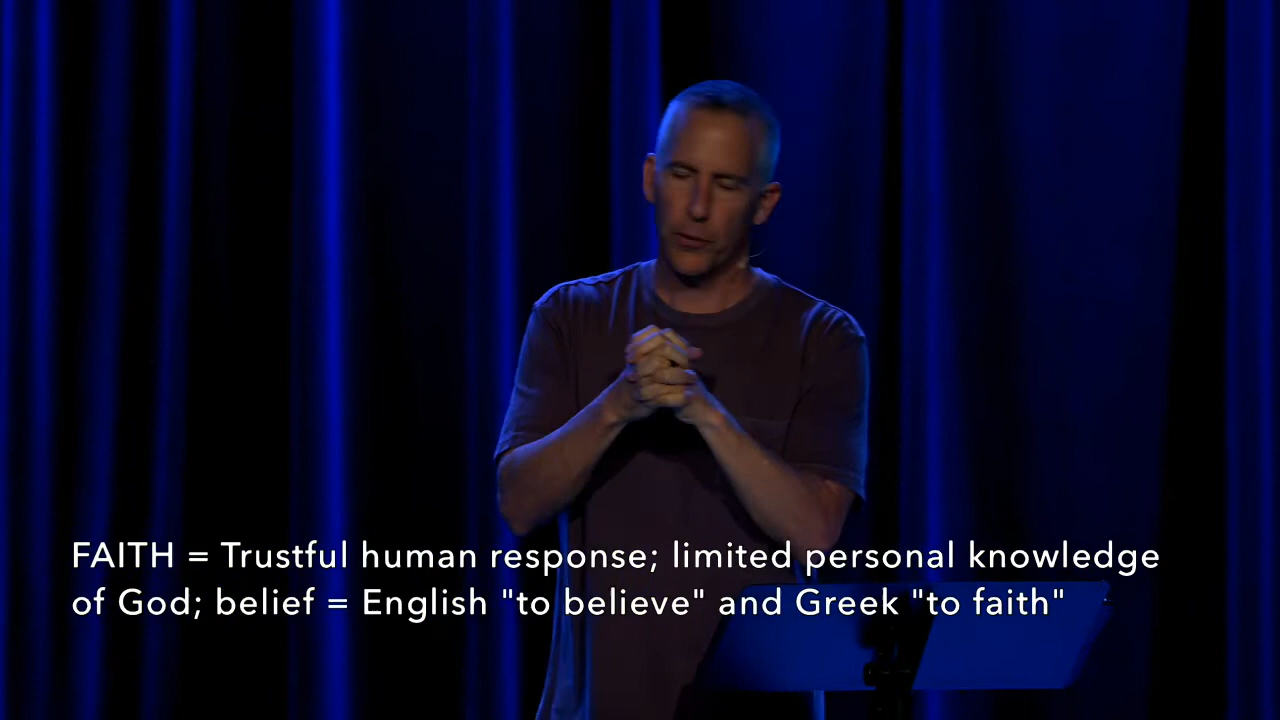 FAITH = Trustful human response; limited personal knowledge
of God; belief = English "to believe" and Greek "to faith"